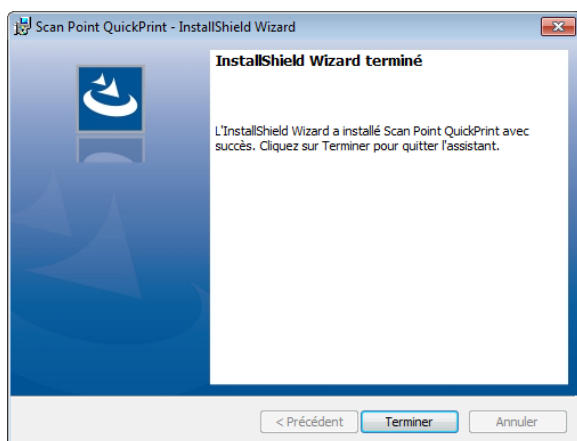 Scan Point QuickPrint - InstallShield Wizard
InstallShield Wizard terminé
L'InstallShield Wizard a installé Scan Point QuickPrint avec
succès. Cliquez sur Terminer pour quitter l'assistant.
< Précédent Terminer Annuler